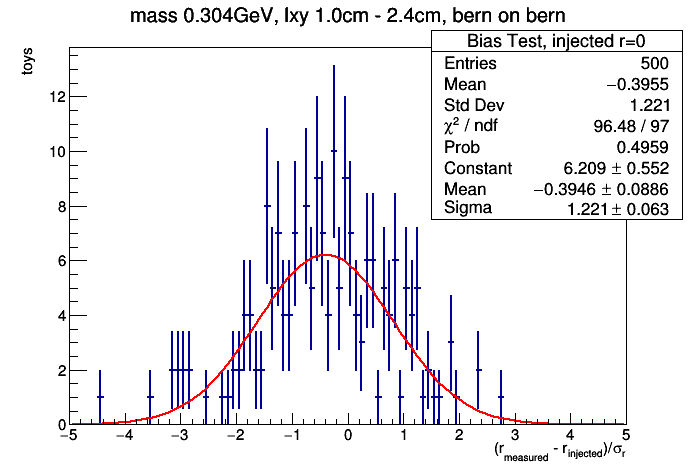 mass 0.304GeV, lxy 1.0cm - 2.4cm, bern on bern
toys
Bias Test, injected r=0
Entries 500
Mean −0.3955
Std Dev 1.221
χ² / ndf 96.48 / 97
Prob 0.4959
Constant 6.209 ± 0.552
Mean −0.3946 ± 0.0886
Sigma 1.221 ± 0.063
12
10
8
6
4
2
0
−5 −4 −3 −2 −1 0 1 2 3 4 5
(r_measured - r_injected)/σ_r